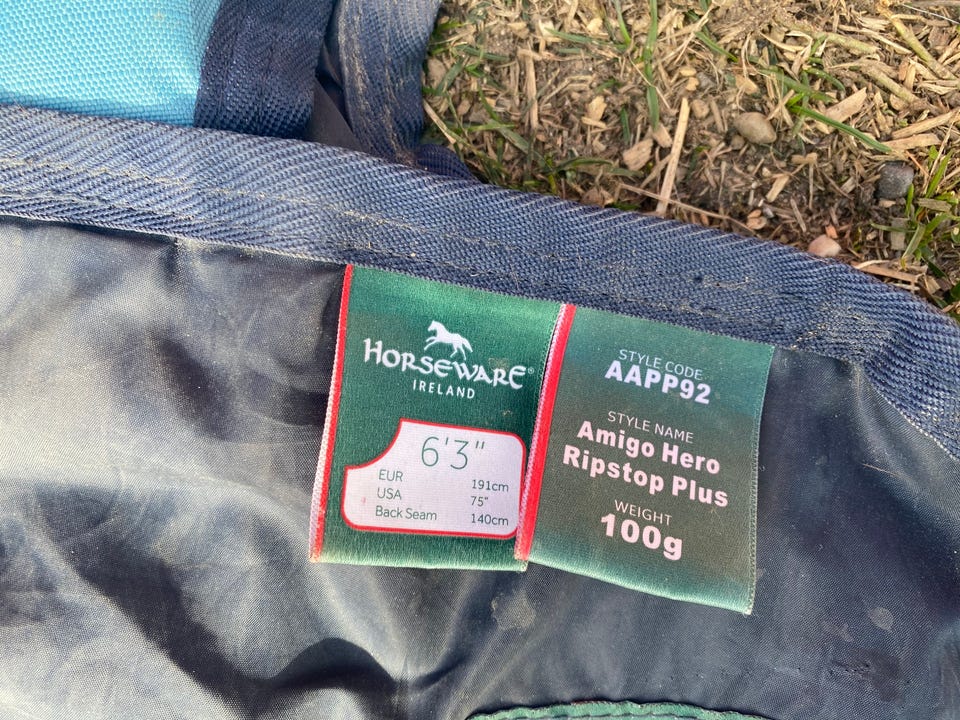 HORSEWARE®
IRELAND
6'3"
EUR 191cm
USA 75"
Back Seam 140cm
STYLE CODE
AAPP92
STYLE NAME
Amigo Hero
Ripstop Plus
WEIGHT
100g